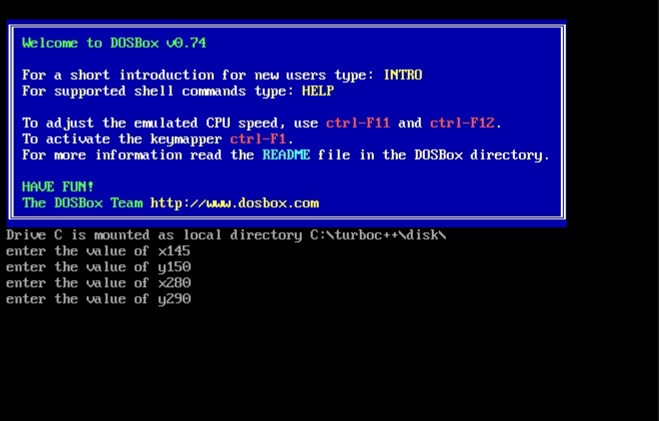 Welcome to DOSBox v0.74
For a short introduction for new users type: INTRO
For supported shell commands type: HELP
To adjust the emulated CPU speed, use ctrl-F11 and ctrl-F12.
To activate the keymapper ctrl-F1.
For more information read the README file in the DOSBox directory.
HAVE FUN!
The DOSBox Team http://www.dosbox.com
Drive C is mounted as local directory C:\turboc++\disk\
enter the value of x145
enter the value of y150
enter the value of x280
enter the value of y290